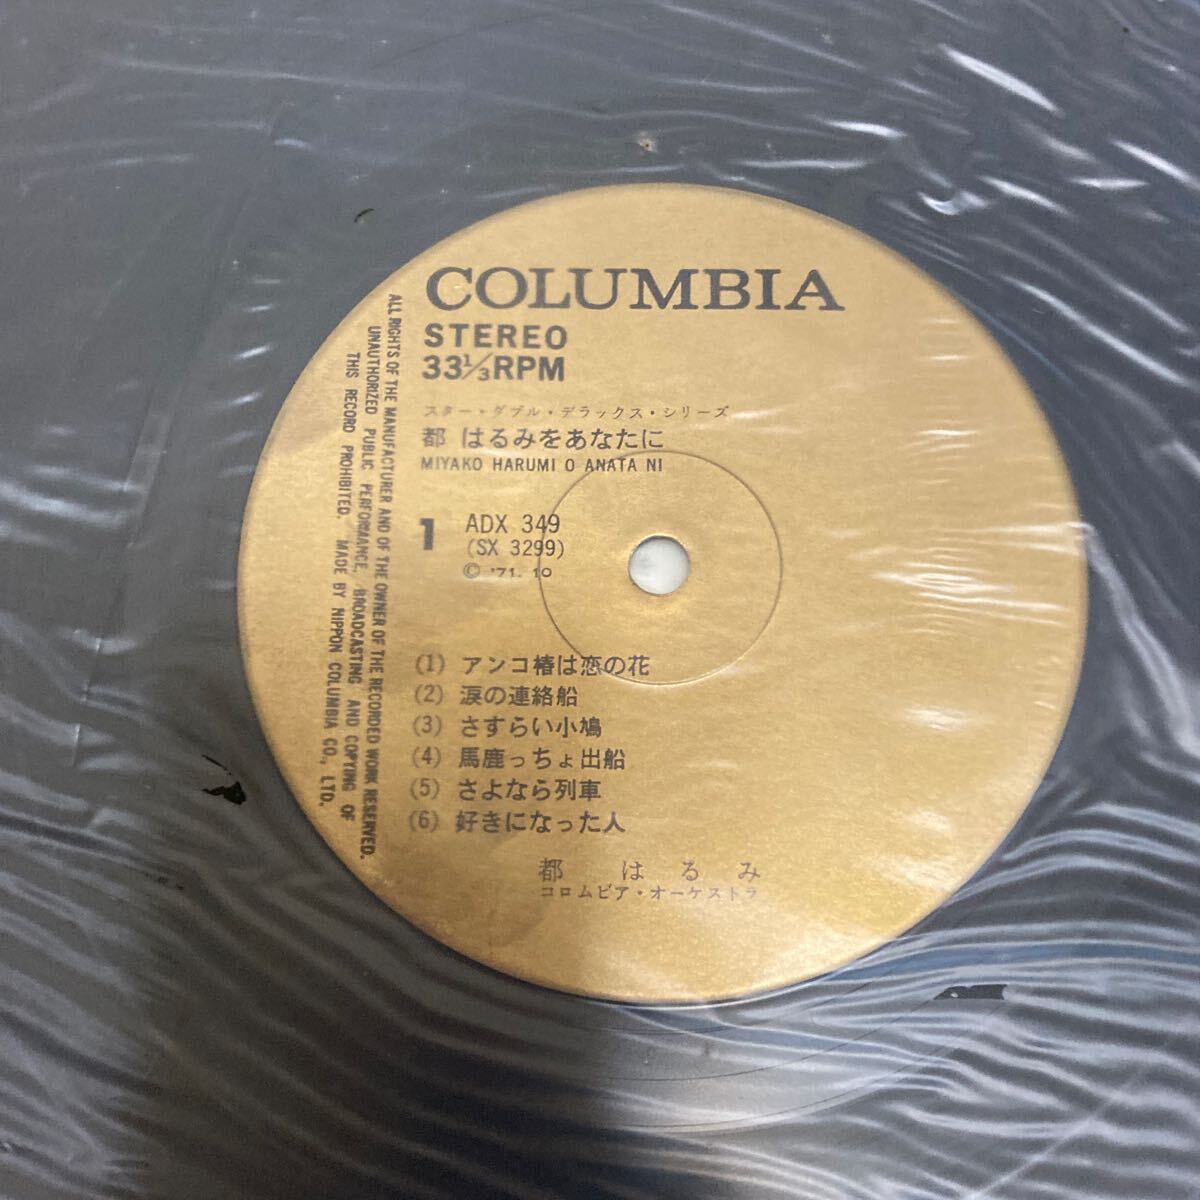 COLUMBIA
STEREO
33⅓RPM
スター・ダブル・デラックス・シリーズ
都 はるみをあなたに
MIYAKO HARUMI O ANATA NI
1
ADX 349
(SX 3299)
© '71. 10
(1) アンコ椿は恋の花
(2) 涙の連絡船
(3) さすらい小鳩
(4) 馬鹿っちょ出船
(5) さよなら列車
(6) 好きになった人
都 はるみ
コロムビア・オーケストラ
ALL RIGHTS OF THE MANUFACTURER AND OF THE OWNER OF THE RECORDED WORK RESERVED.
UNAUTHORIZED PUBLIC PERFORMANCE, BROADCASTING AND COPYING OF
THIS RECORD PROHIBITED. MADE BY NIPPON COLUMBIA CO., LTD.